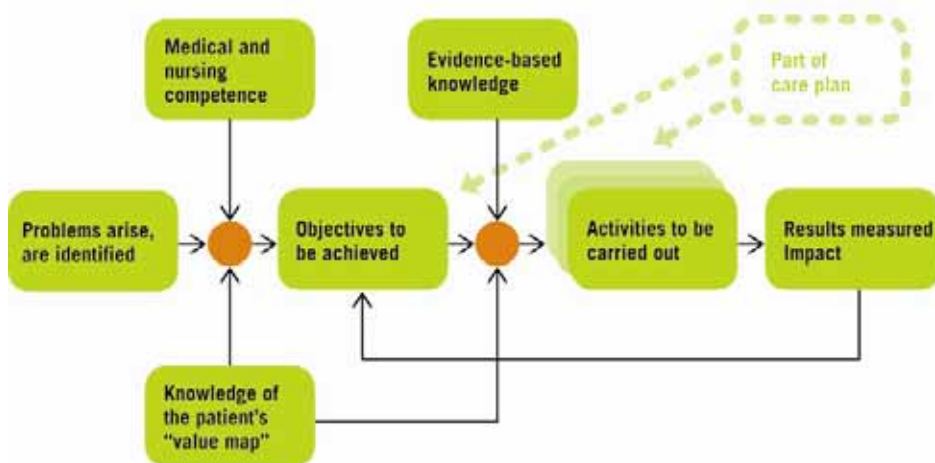 Medical and
nursing
competence
Evidence-based
knowledge
Part of
care plan
Problems arise,
are identified
Objectives to
be achieved
Activities to be
carried out
Results measured
Impact
Knowledge of
the patient's
"value map"